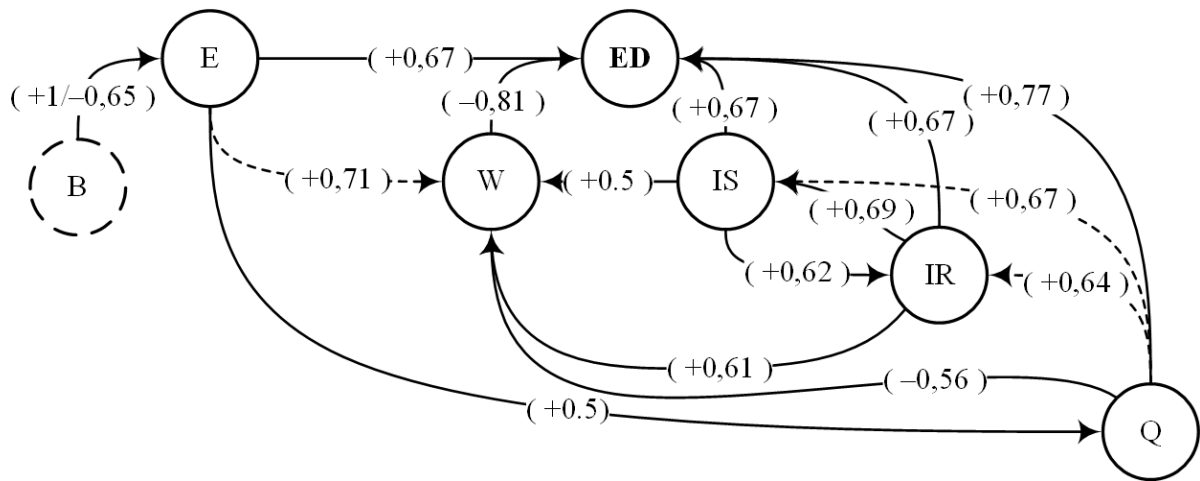 E
( +0,67 )
ED
( +1/–0,65 )
( –0,81 )
( +0,67 )
( +0,77)
( +0,67 )
B
( +0,71 )
W
( +0.5 )
IS
( +0,69 )
( +0,67 )
( +0,62 )
IR
( +0,64 )
( +0,61 )
( –0,56 )
( +0.5)
Q